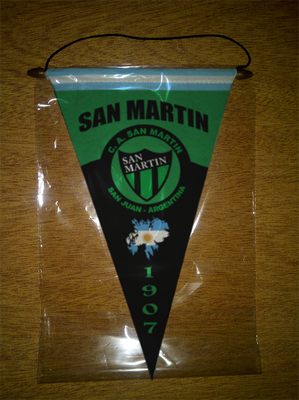 SAN MARTIN
C. A. SAN MARTIN
SAN
MARTIN
SAN JUAN - ARGENTINA
1907